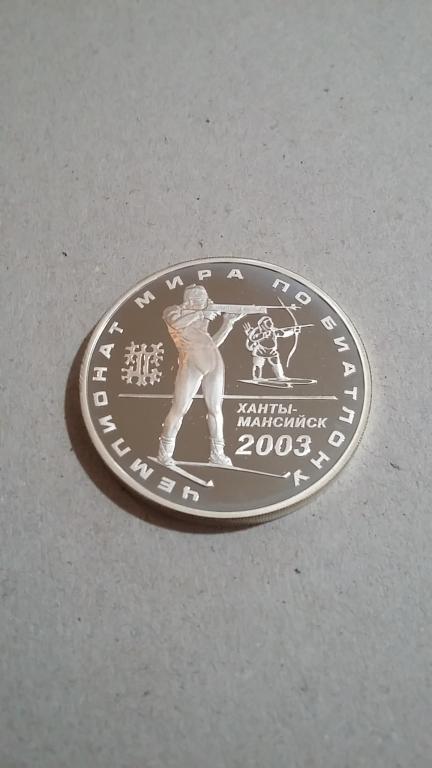 ЧЕМПИОНАТ МИРА ПО БИАТЛОНУ
ХАНТЫ-
МАНСИЙСК
2003